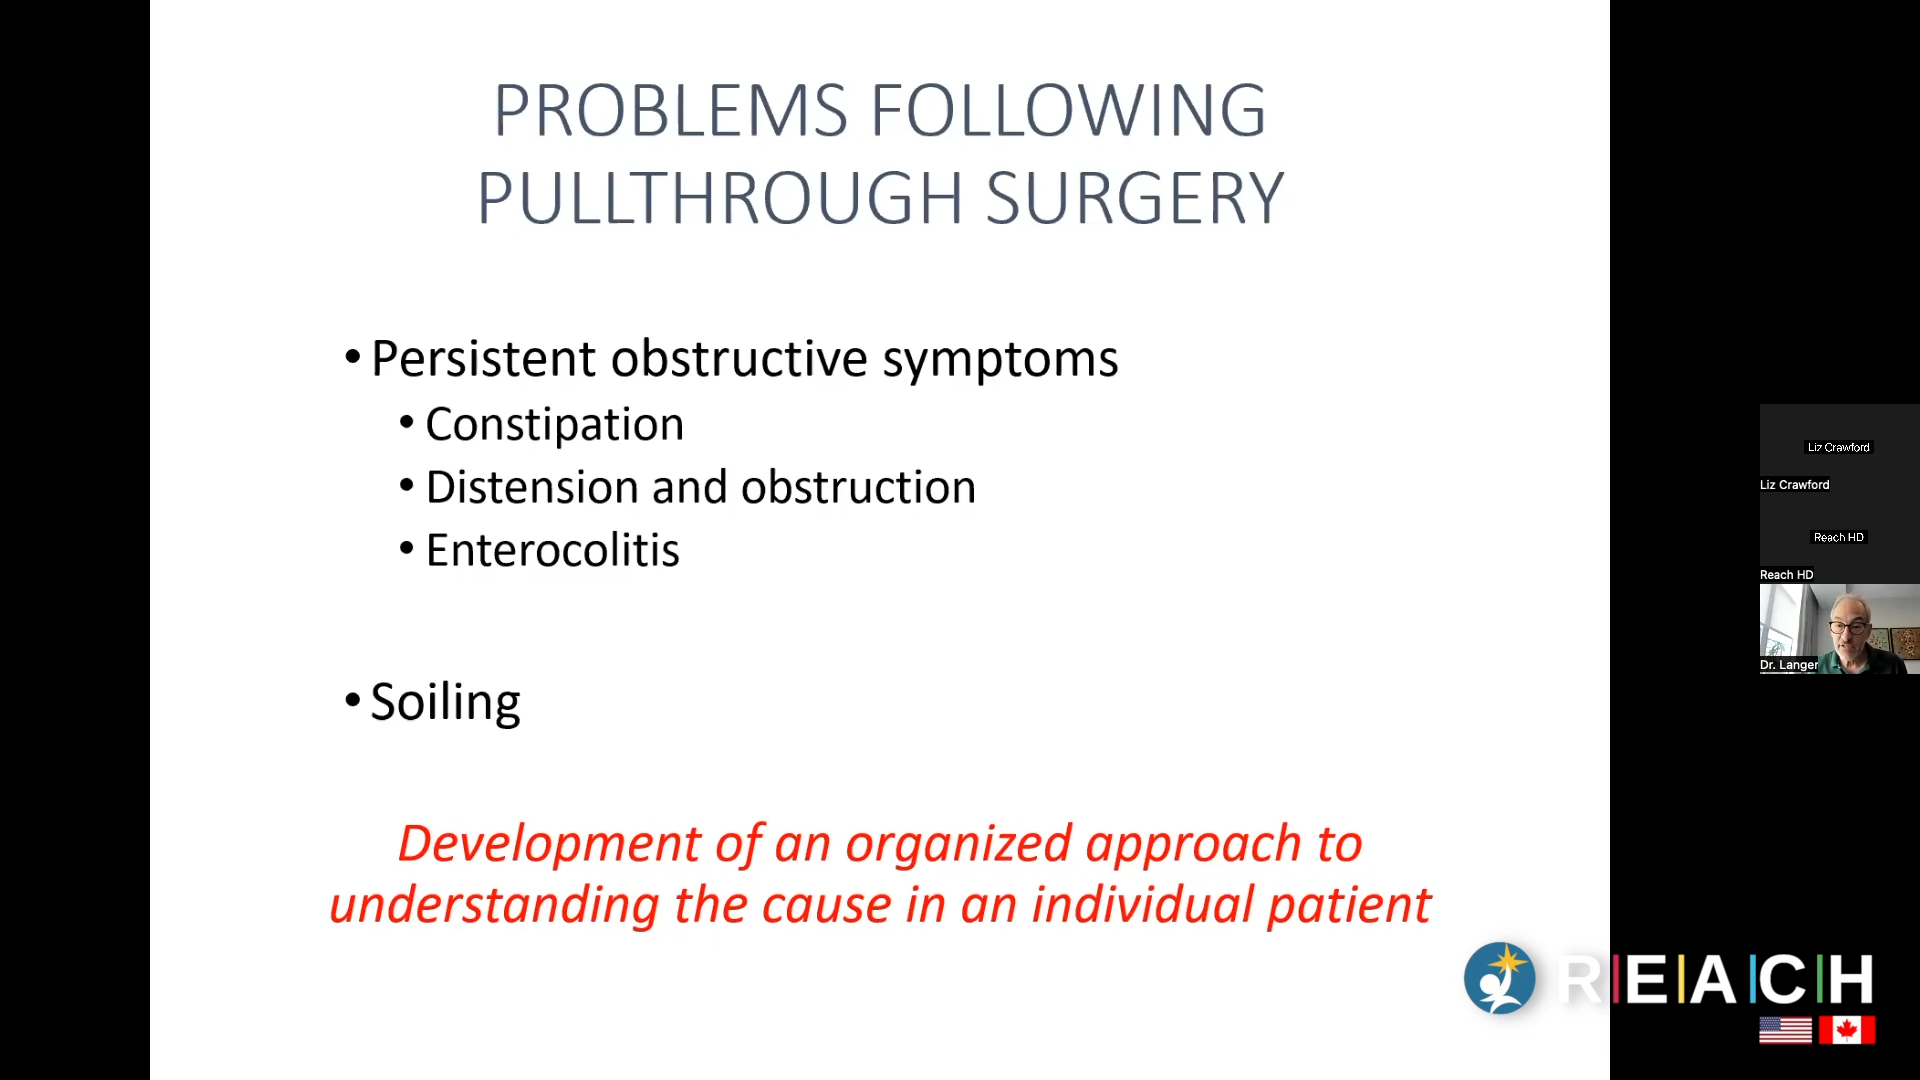 PROBLEMS FOLLOWING
PULLTHROUGH SURGERY
• Persistent obstructive symptoms
• Constipation
• Distension and obstruction
• Enterocolitis
• Soiling
Development of an organized approach to
understanding the cause in an individual patient
Liz Crawford
Liz Crawford
Reach HD
Reach HD
Dr. Langer
R|E|A|C|H